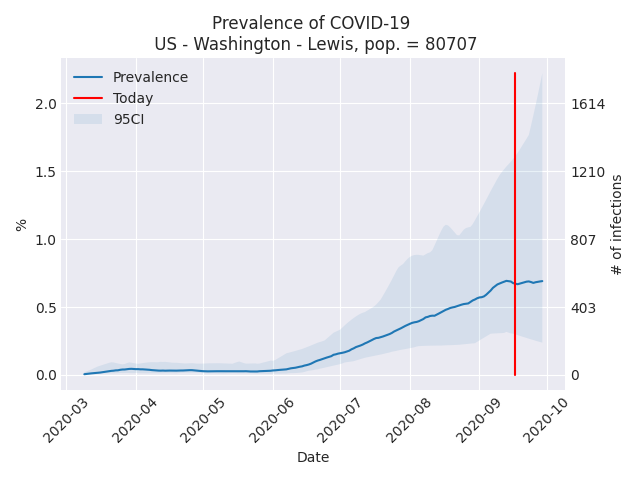 Prevalence of COVID-19
US - Washington - Lewis, pop. = 80707
Prevalence
Today
95CI
2.0
1.5
1.0
0.5
0.0
%
1614
1210
807
403
0
# of infections
2020-03
2020-04
2020-05
2020-06
2020-07
2020-08
2020-09
2020-10
Date